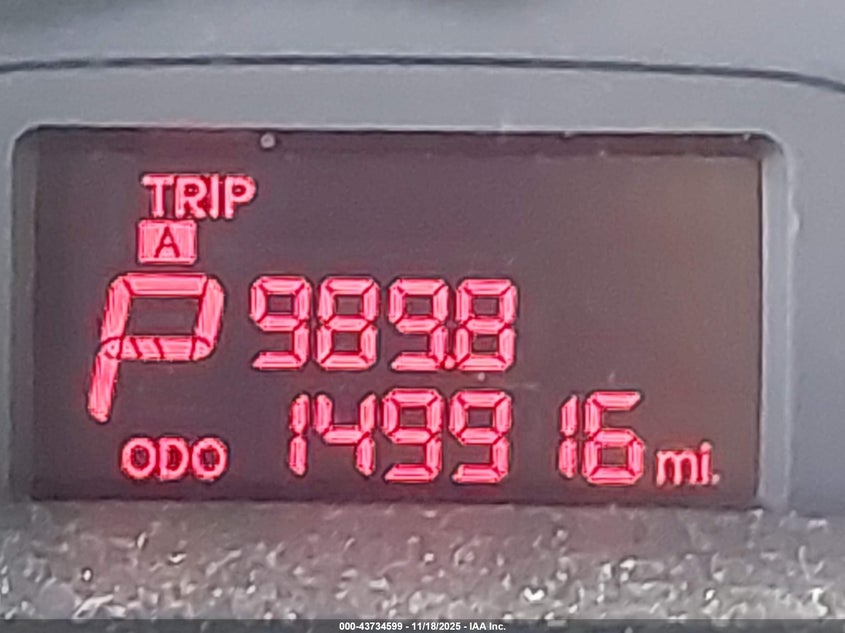 TRIP
A
P 989.8
ODO 149916 mi.
000-43734599 - 11/18/2025 - IAA Inc.